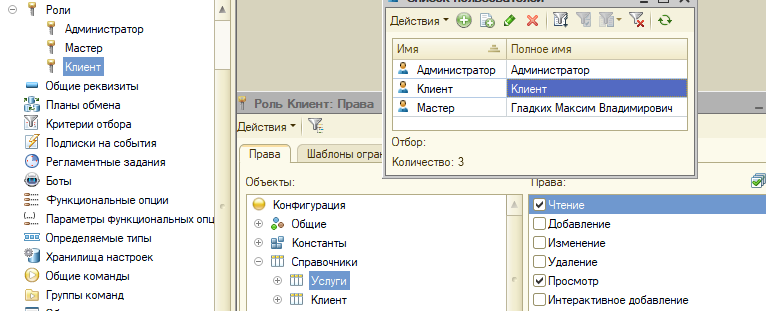 Роли
Администратор
Мастер
Клиент
Общие реквизиты
Планы обмена
Критерии отбора
Подписки на события
Регламентные задания
Боты
Функциональные опции
Параметры функциональных опц
Определяемые типы
Хранилища настроек
Общие команды
Группы команд
Список пользователей
Действия
Имя Полное имя
Администратор Администратор
Клиент Клиент
Мастер Гладких Максим Владимирович
Отбор:
Количество: 3
Роль Клиент: Права
Действия
Права Шаблоны огран
Объекты:
Конфигурация
Общие
Константы
Справочники
Услуги
Клиент
Права:
Чтение
Добавление
Изменение
Удаление
Просмотр
Интерактивное добавление